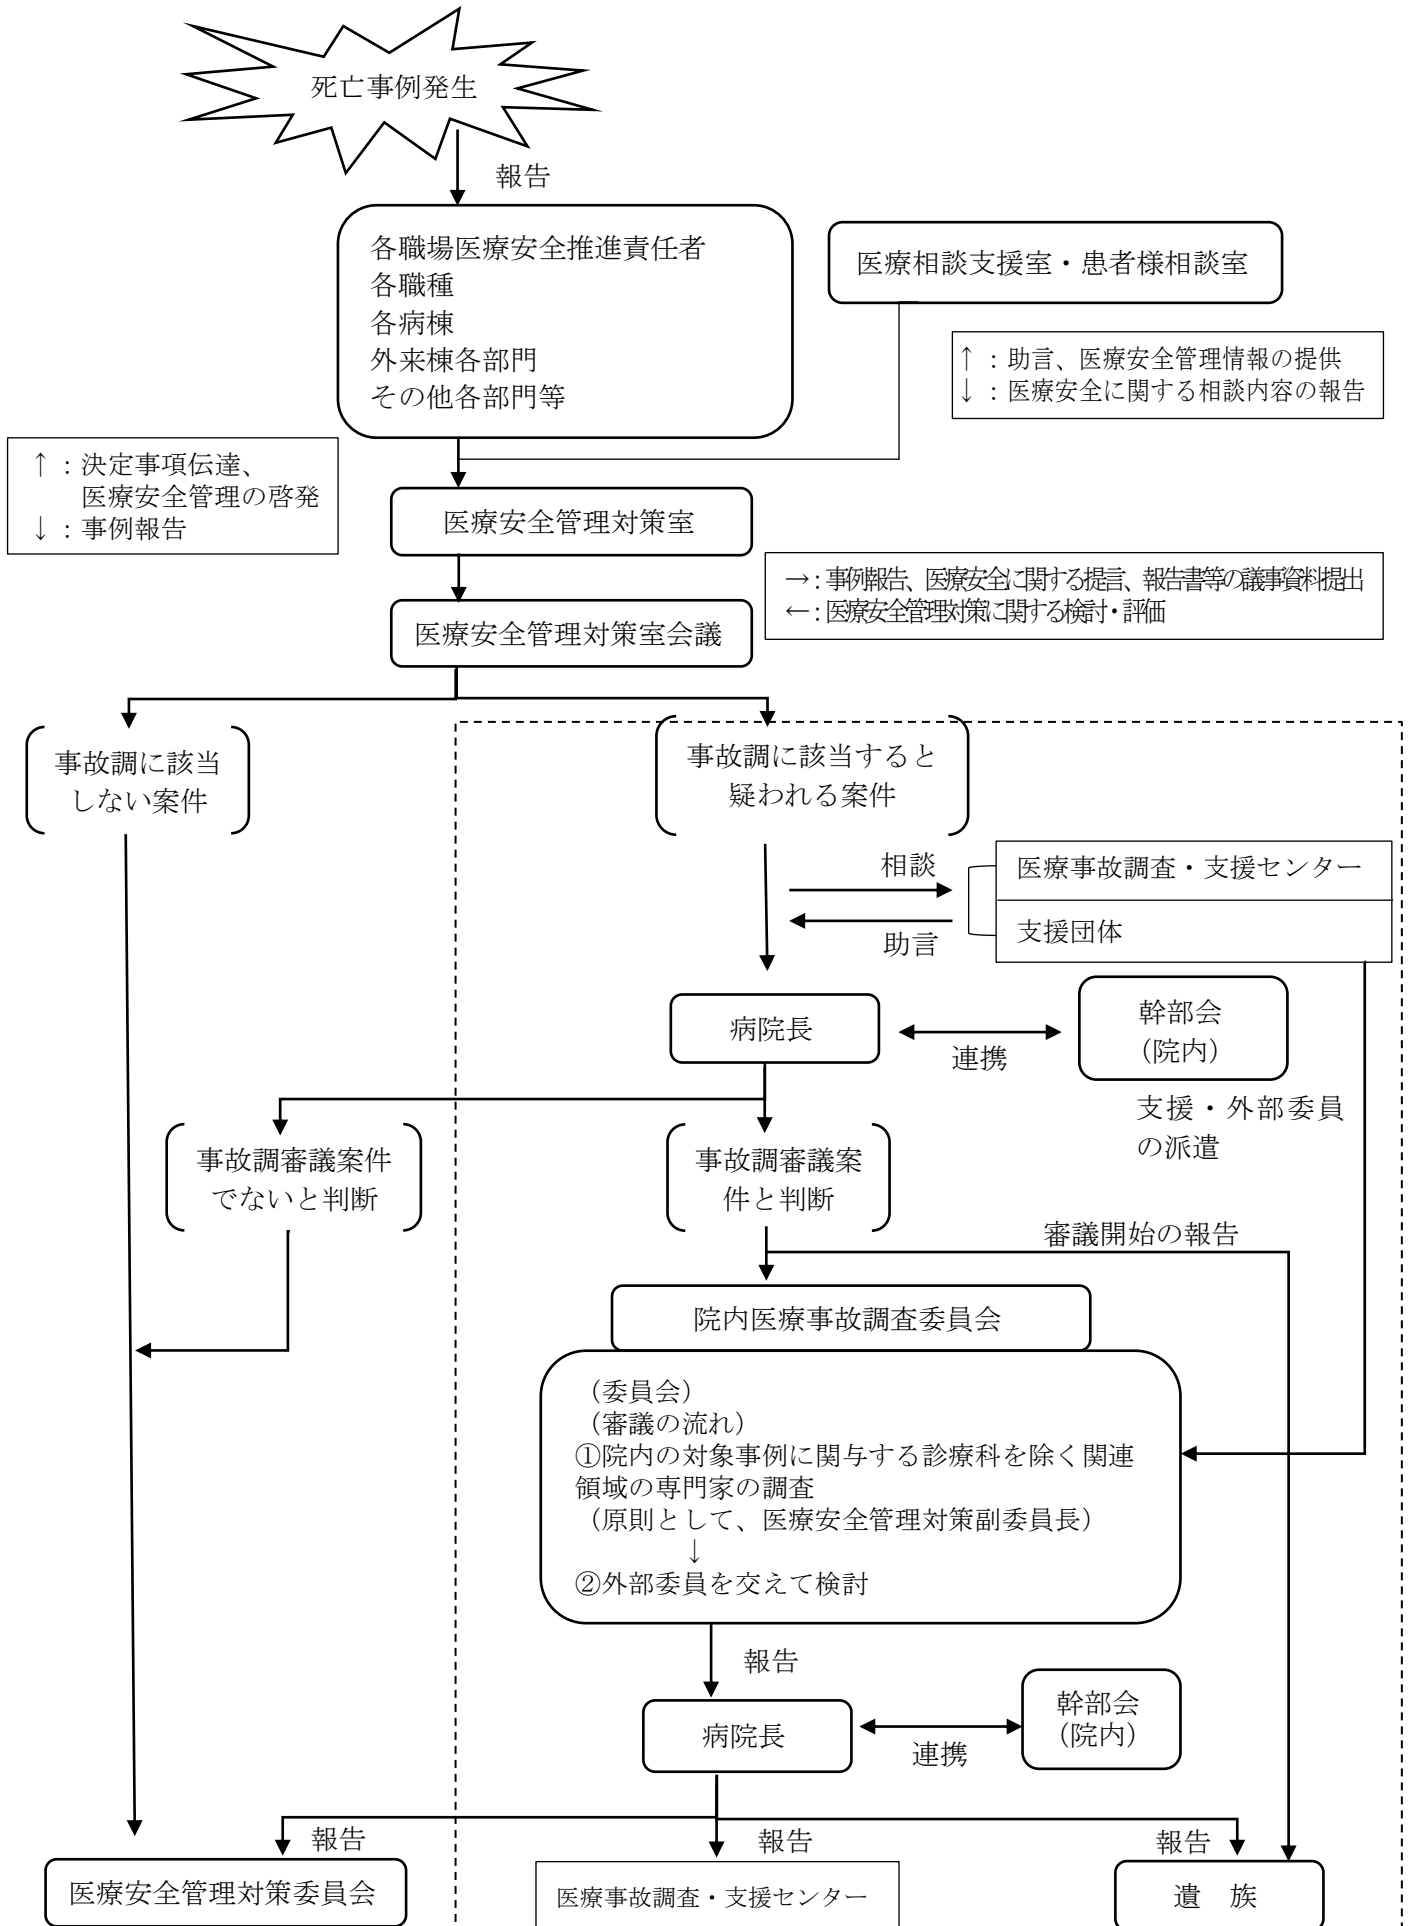 死亡事例発生
報告
各職場医療安全推進責任者
各職種
各病棟
外来棟各部門
その他各部門等
医療相談支援室・患者様相談室
↑ ：助言、医療安全管理情報の提供
↓ ：医療安全に関する相談内容の報告
↑ ：決定事項伝達、
医療安全管理の啓発
↓ ：事例報告
医療安全管理対策室
→：事例報告、医療安全に関する提言、報告書等の議事資料提出
←：医療安全管理対策に関する検討・評価
医療安全管理対策室会議
事故調に該当
しない案件
事故調に該当すると
疑われる案件
相談
助言
医療事故調査・支援センター
支援団体
病院長
連携
幹部会
（院内）
支援・外部委員
の派遣
事故調審議案件
でないと判断
事故調審議案
件と判断
審議開始の報告
院内医療事故調査委員会
（委員会）
（審議の流れ）
①院内の対象事例に関与する診療科を除く関連
領域の専門家の調査
（原則として、医療安全管理対策副委員長）
↓
②外部委員を交えて検討
報告
病院長
連携
幹部会
（院内）
報告
報告
報告
医療安全管理対策委員会
医療事故調査・支援センター
遺　族